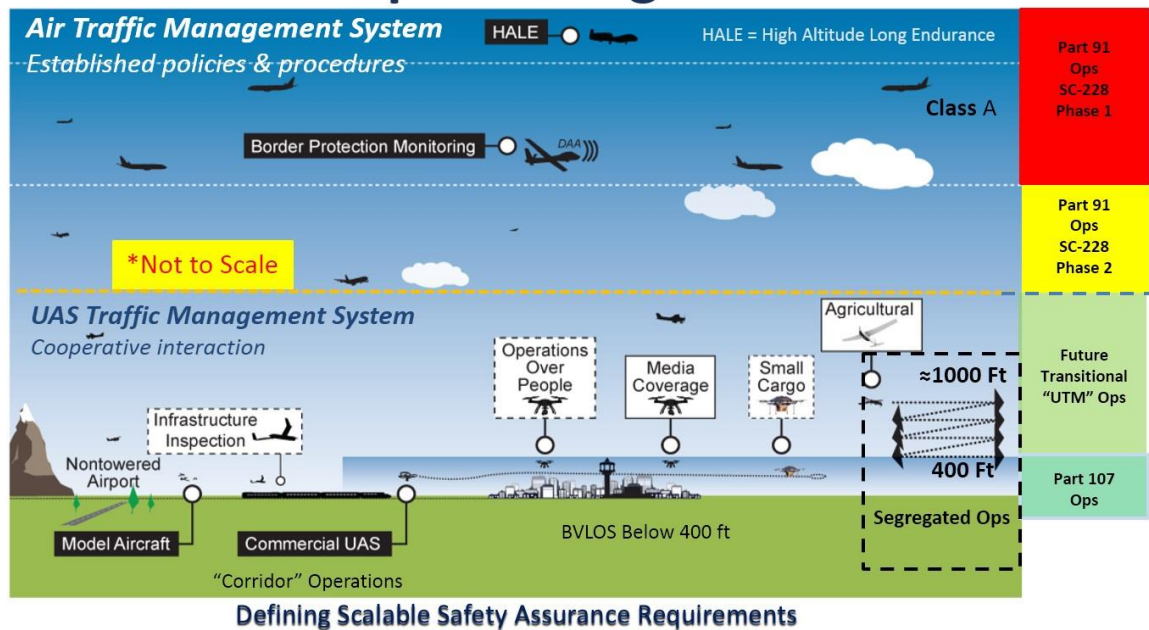 Air Traffic Management System
Established policies & procedures
HALE
HALE = High Altitude Long Endurance
Class A
Border Protection Monitoring
DAA
*Not to Scale
Part 91
Ops
SC-228
Phase 1
Part 91
Ops
SC-228
Phase 2
UAS Traffic Management System
Cooperative interaction
Agricultural
Operations
Over
People
Media
Coverage
Small
Cargo
≈1000 Ft
Infrastructure
Inspection
Future
Transitional
"UTM" Ops
Nontowered
Airport
400 Ft
Part 107
Ops
Model Aircraft
Commercial UAS
BVLOS Below 400 ft
Segregated Ops
"Corridor" Operations
Defining Scalable Safety Assurance Requirements